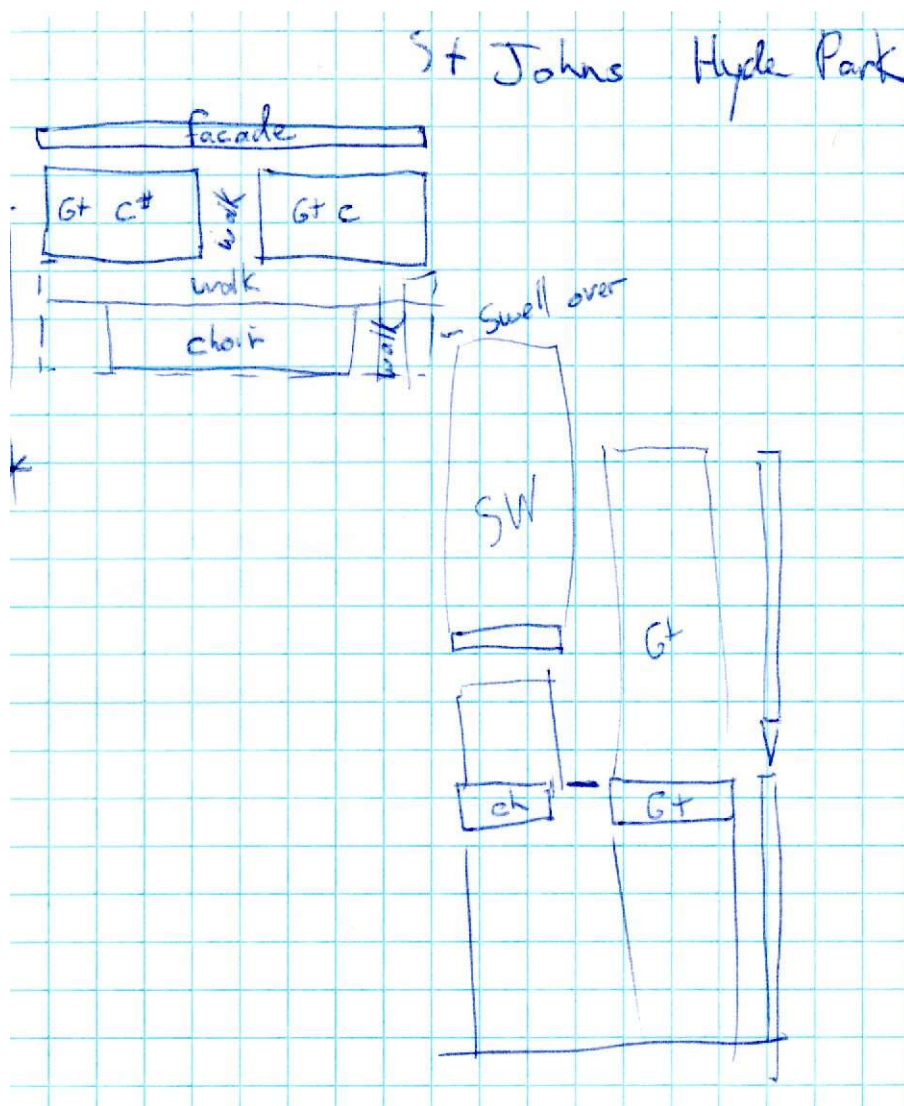 St Johns Hyde Park
facade
Gt C# walk Gt C
walk
choir walk - Swell over
SW
Gt
ch Gt